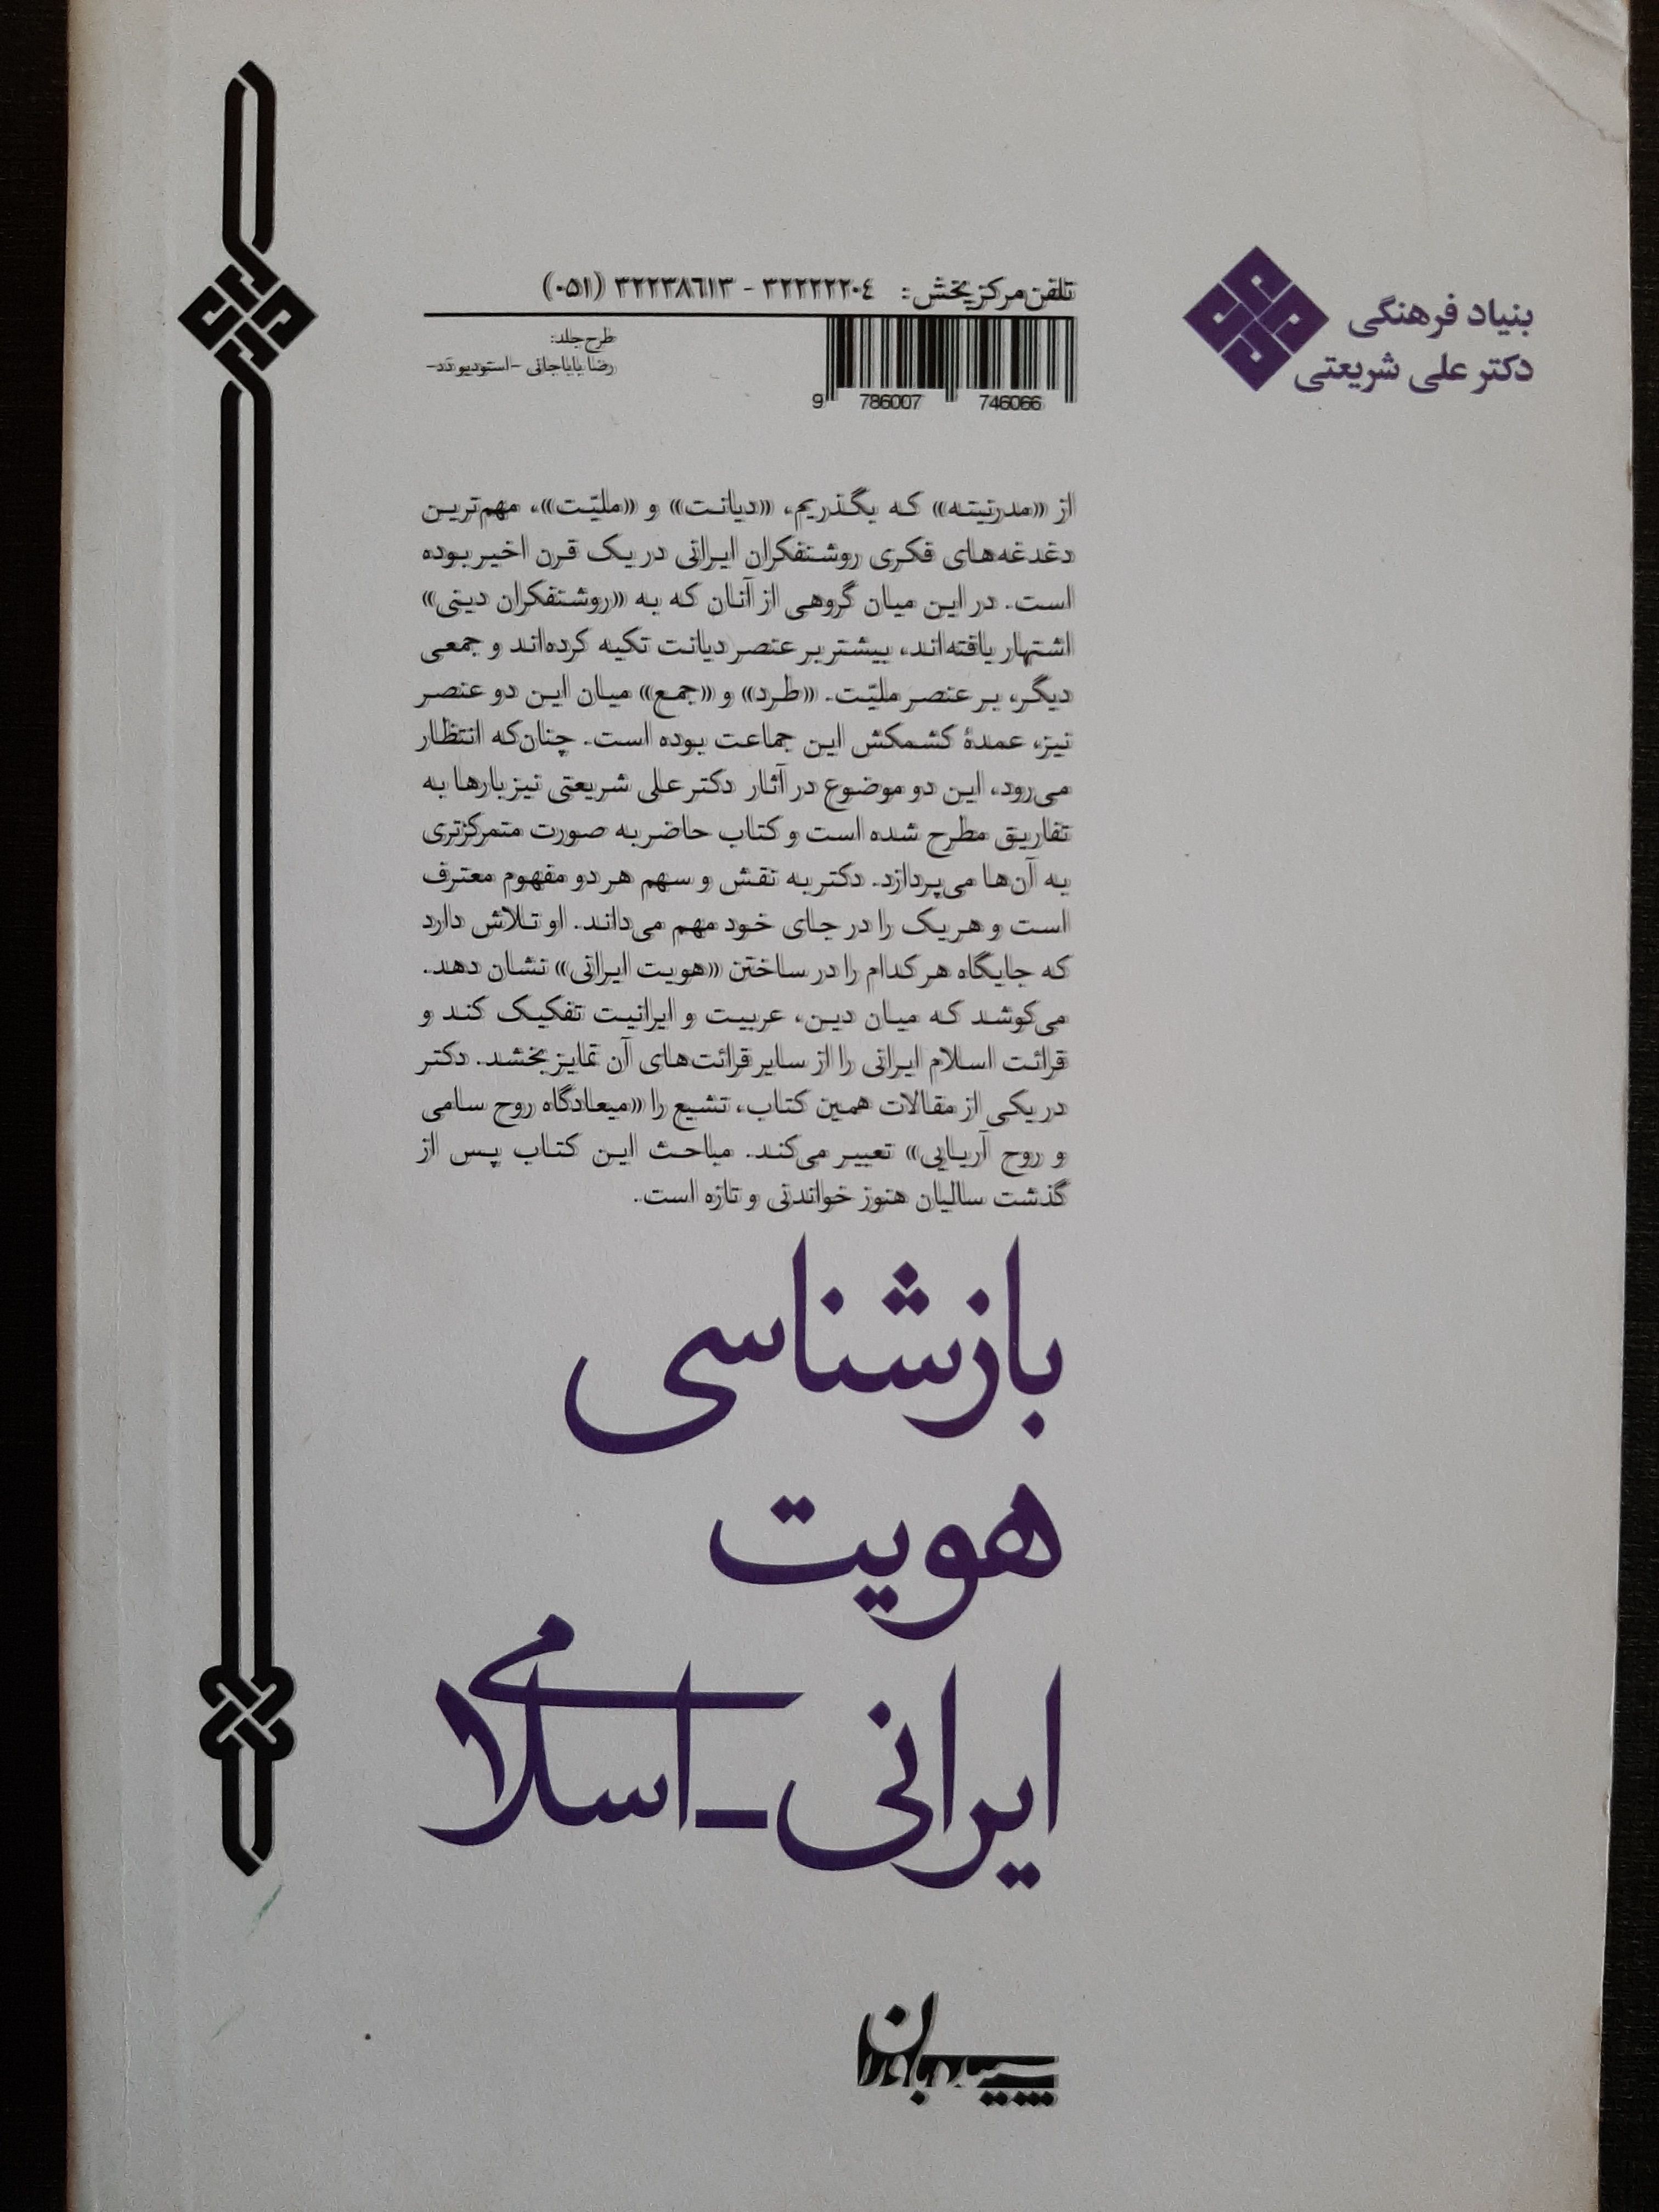 بنیاد فرهنگی
دکتر علی شریعتی
تلفن مرکز پخش: ۳۲۲۲۲۲۰۴ - ۳۲۲۳۸۶۱۳ (۰۵۱)
طرح جلد:
رضا باباجانی -استودیو دَد-
9 786007 746066
از «مدرنیته» که بگذریم، «دیانت» و «ملیّت»، مهم‌ترین
دغدغه‌های فکری روشنفکران ایرانی در یک قرن اخیر بوده
است. در این میان گروهی از آنان که به «روشنفکران دینی»
اشتهار یافته‌اند، بیشتر بر عنصر دیانت تکیه کرده‌اند و جمعی
دیگر، بر عنصر ملیّت. «طرد» و «جمع» میان این دو عنصر
نیز، عمدۀ کشمکش این جماعت بوده است. چنان‌که انتظار
می‌رود، این دو موضوع در آثار دکتر علی شریعتی نیز بارها به
تفاریق مطرح شده است و کتاب حاضر به صورت متمرکزتری
به آن‌ها می‌پردازد. دکتر به نقش و سهم هر دو مفهوم معترف
است و هر یک را در جای خود مهم می‌داند. او تلاش دارد
که جایگاه هر کدام را در ساختن «هویت ایرانی» نشان دهد.
می‌کوشد که میان دین، عربیت و ایرانیت تفکیک کند و
قرائت اسلام ایرانی را از سایر قرائت‌های آن تمایز بخشد. دکتر
در یکی از مقالات همین کتاب، تشیع را «میعادگاه روح سامی
و روح آریایی» تعبیر می‌کند. مباحث این کتاب پس از
گذشت سالیان هنوز خواندنی و تازه است.
بازشناسی
هویت
ایرانی-اسلامی
سپیده باوران